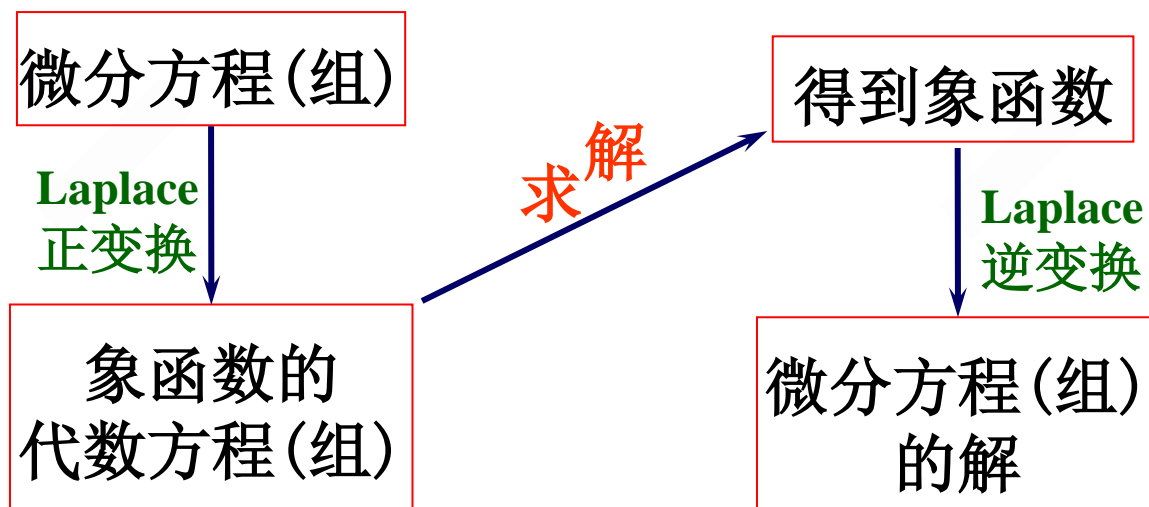 微分方程(组)
Laplace
正变换
象函数的
代数方程(组)
求解
得到象函数
Laplace
逆变换
微分方程(组)
的解